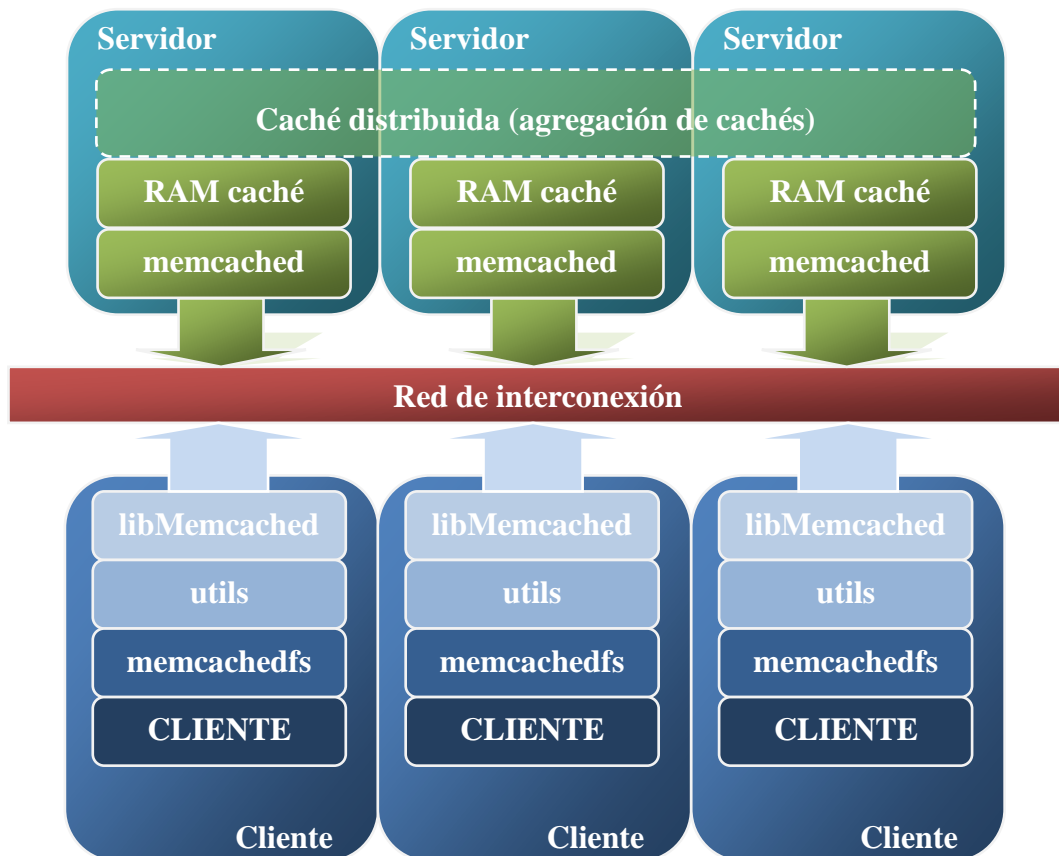 Servidor
Servidor
Servidor
Caché distribuida (agregación de cachés)
RAM caché
RAM caché
RAM caché
memcached
memcached
memcached
Red de interconexión
libMemcached
libMemcached
libMemcached
utils
utils
utils
memcachedfs
memcachedfs
memcachedfs
CLIENTE
CLIENTE
CLIENTE
Cliente
Cliente
Cliente